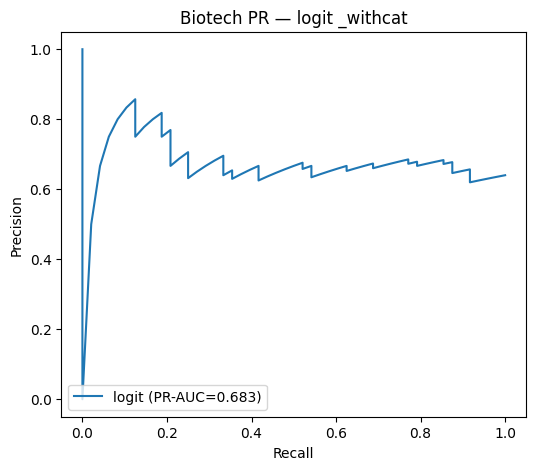 Biotech PR — logit _withcat
1.0
0.8
0.6
0.4
0.2
0.0
Precision
logit (PR-AUC=0.683)
0.0 0.2 0.4 0.6 0.8 1.0
Recall